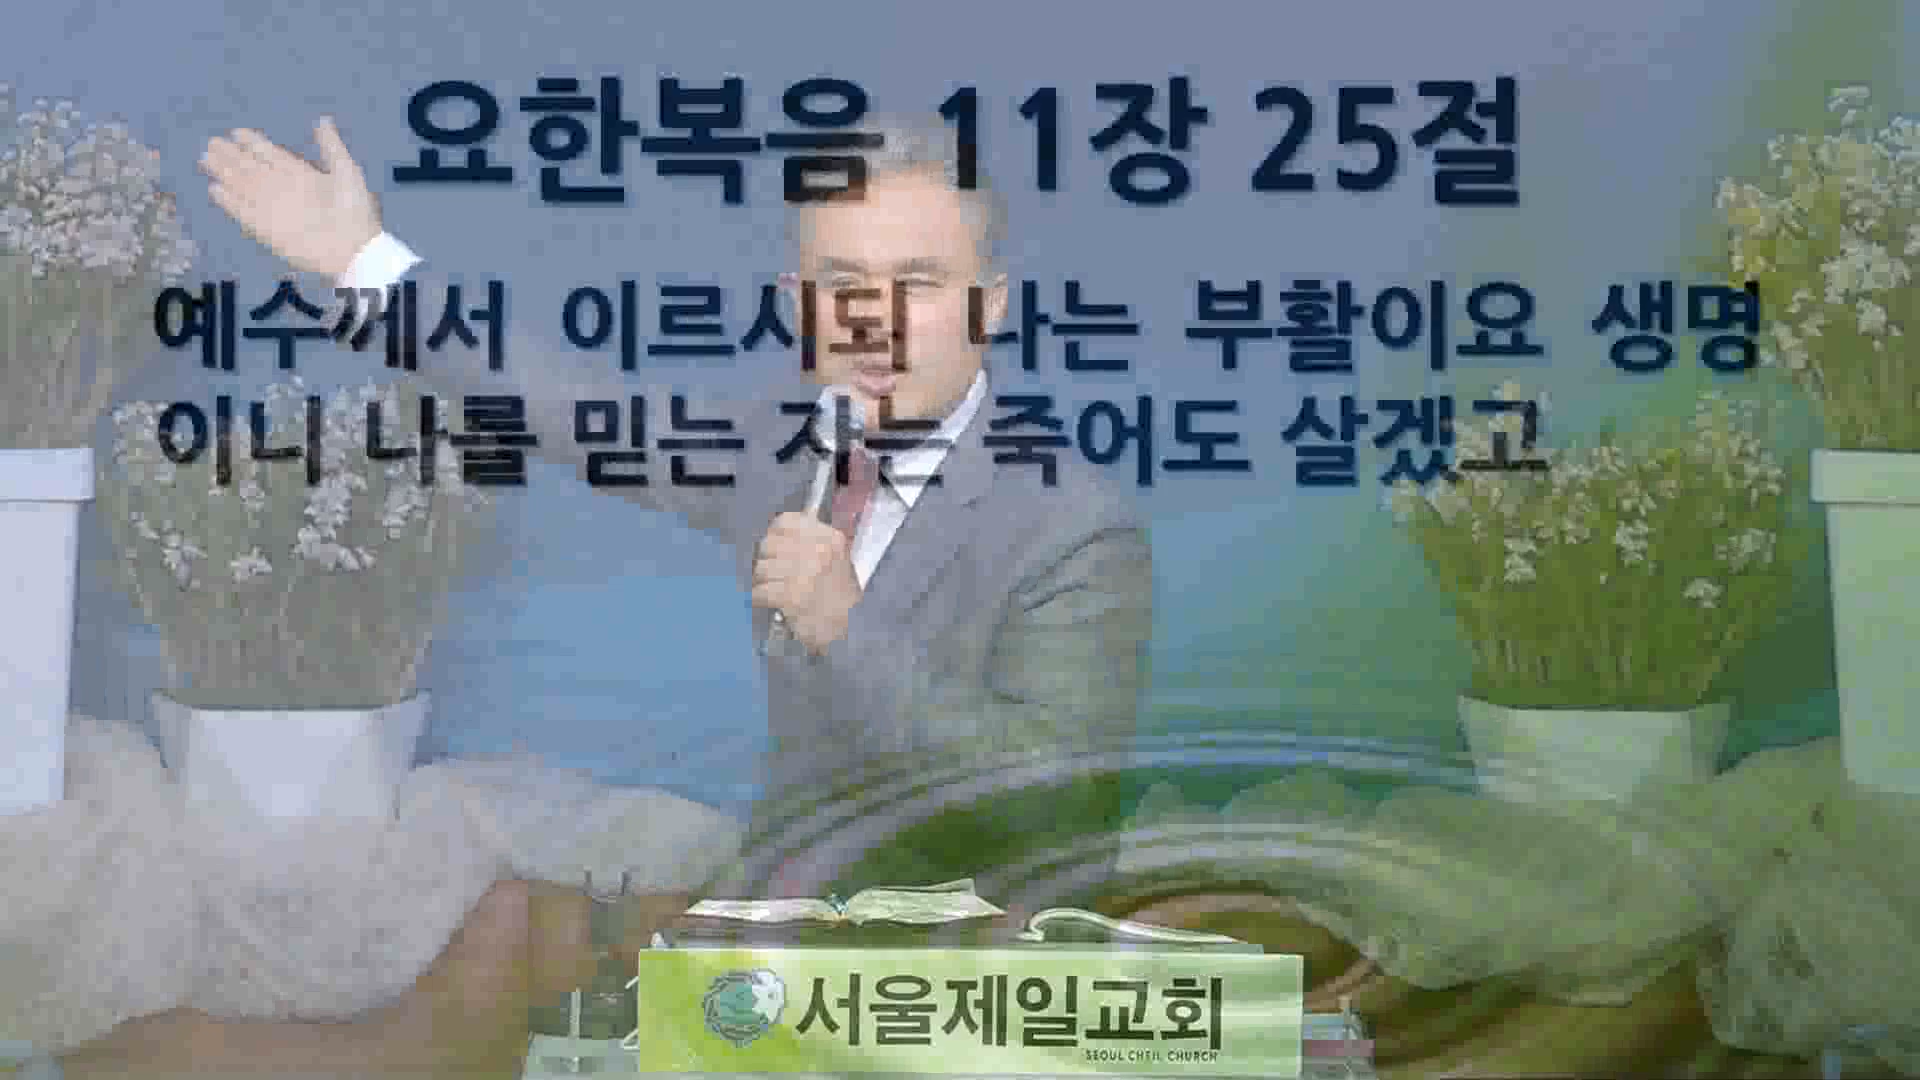 요한복음 11장 25절
예수께서 이르시되 나는 부활이요 생명
이니 나를 믿는 자는 죽어도 살겠고
서울제일교회
SEOUL CHEIL CHURCH